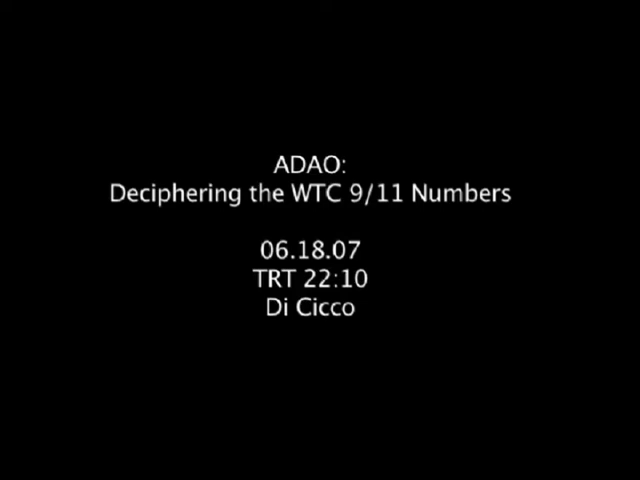 ADAO:
Deciphering the WTC 9/11 Numbers
06.18.07
TRT 22:10
Di Cicco